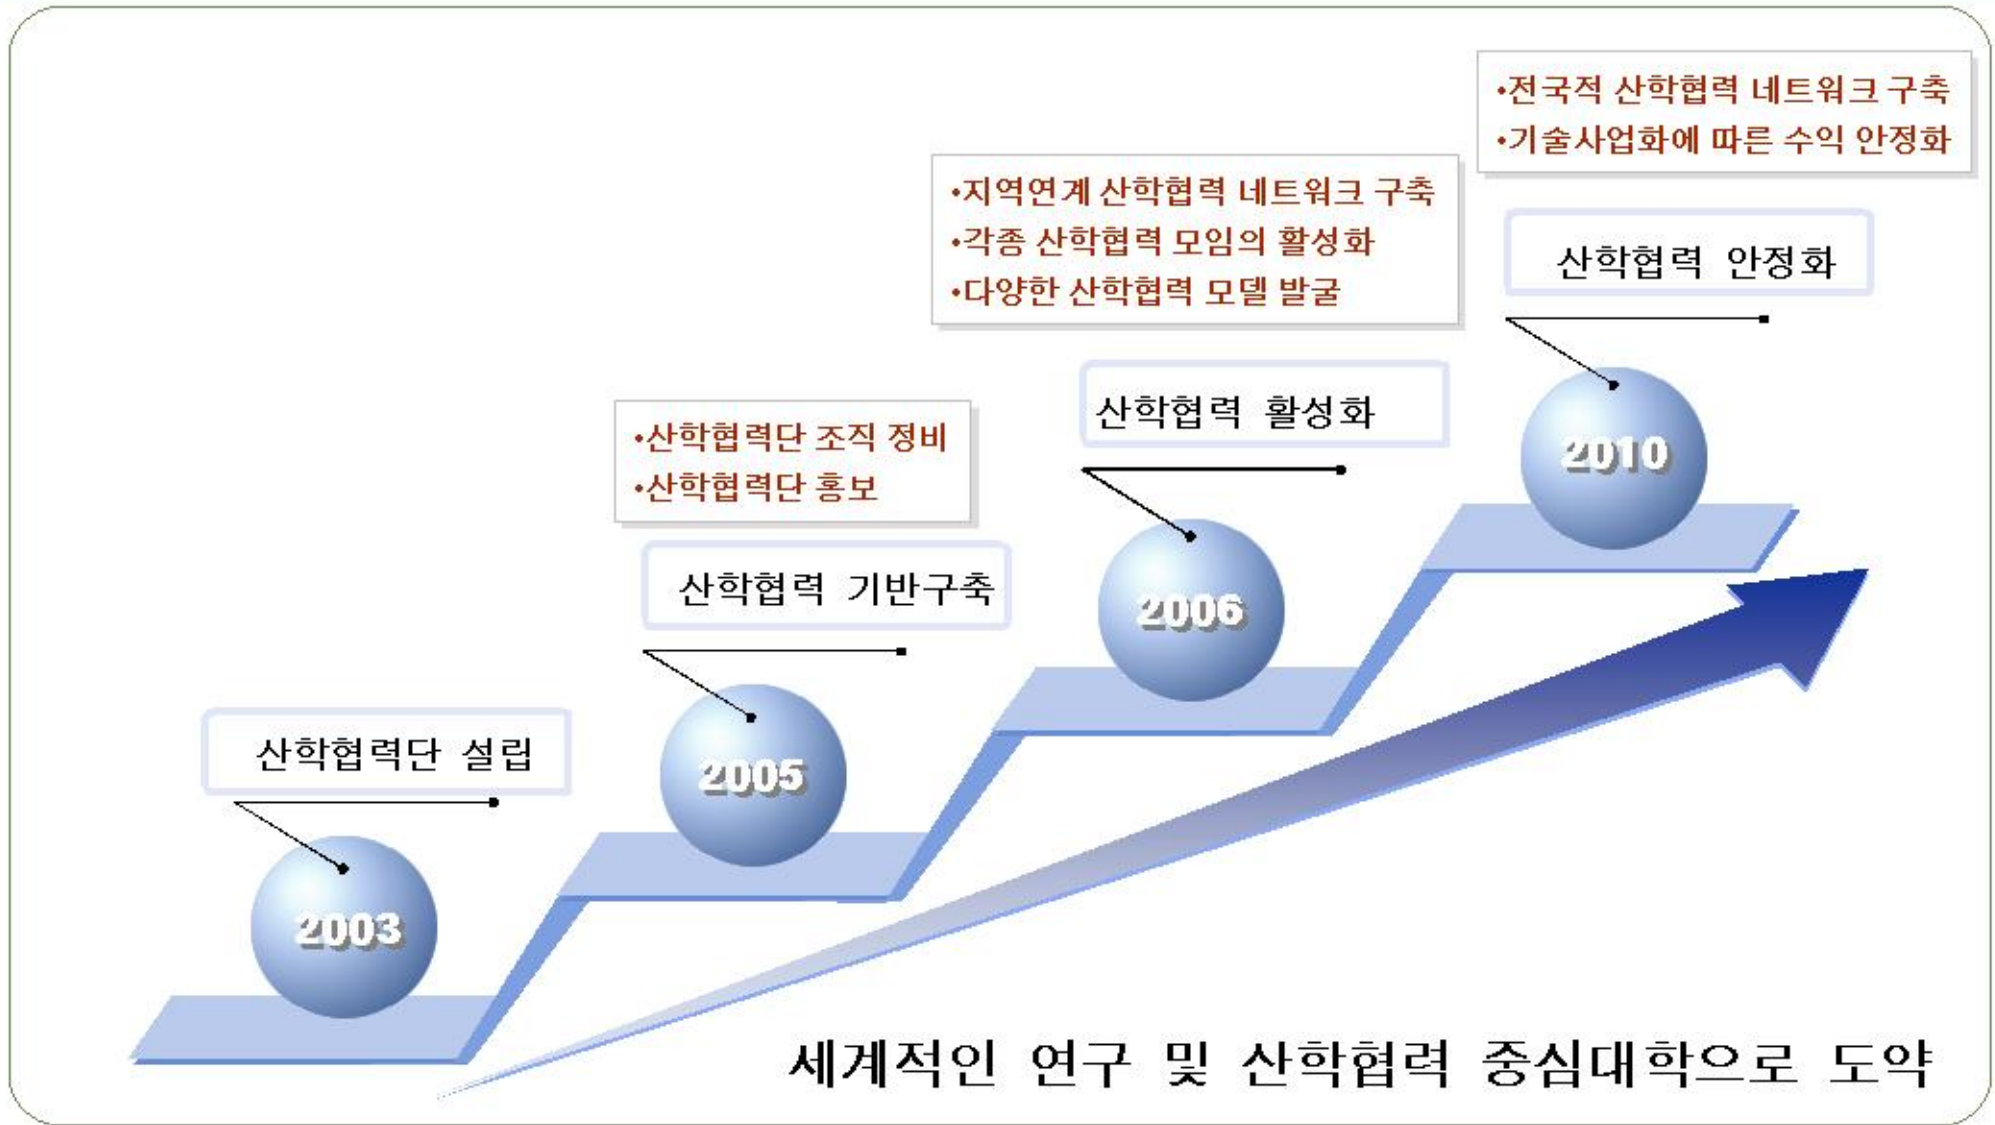 •전국적 산학협력 네트워크 구축
•기술사업화에 따른 수익 안정화
산학협력 안정화
2010
•지역연계 산학협력 네트워크 구축
•각종 산학협력 모임의 활성화
•다양한 산학협력 모델 발굴
산학협력 활성화
2006
•산학협력단 조직 정비
•산학협력단 홍보
산학협력 기반구축
2005
산학협력단 설립
2003
세계적인 연구 및 산학협력 중심대학으로 도약